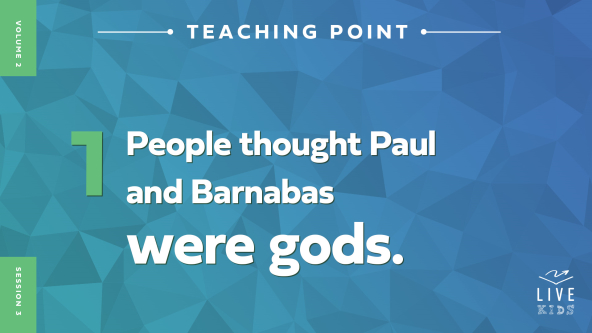 VOLUME 2
TEACHING POINT
1
People thought Paul
and Barnabas
were gods.
SESSION 3
LIVE
KIDS